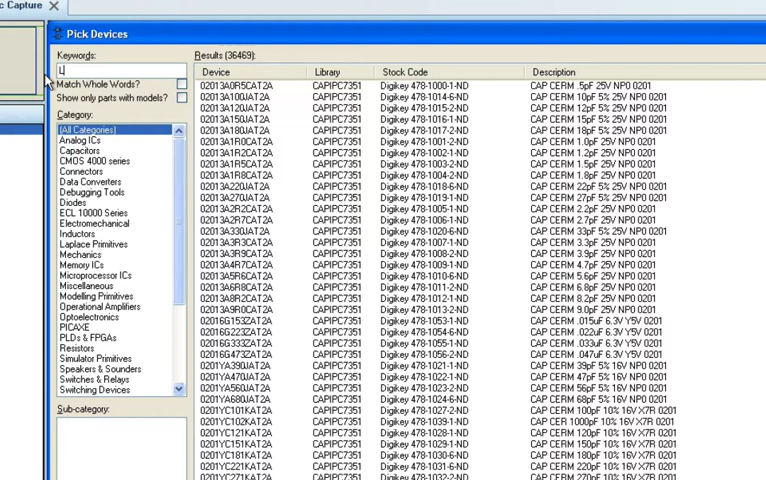 c Capture
Pick Devices
Keywords:
L
Match Whole Words?
Show only parts with models?
Category:
(All Categories)
Analog ICs
Capacitors
CMOS 4000 series
Connectors
Data Converters
Debugging Tools
Diodes
ECL 10000 Series
Electromechanical
Inductors
Laplace Primitives
Mechanics
Memory ICs
Microprocessor ICs
Miscellaneous
Modelling Primitives
Operational Amplifiers
Optoelectronics
PICAXE
PLDs & FPGAs
Resistors
Simulator Primitives
Speakers & Sounders
Switches & Relays
Switching Devices
Sub-category:
Results (36469):
Device Library Stock Code Description
02013A0R5CAT2A CAPIPC7351 Digikey 478-1000-1-ND CAP CERM .5pF 25V NP0 0201
02013A100JAT2A CAPIPC7351 Digikey 478-1014-6-ND CAP CERM 10pF 5% 25V NP0 0201
02013A120JAT2A CAPIPC7351 Digikey 478-1015-2-ND CAP CERM 12pF 5% 25V NP0 0201
02013A150JAT2A CAPIPC7351 Digikey 478-1016-1-ND CAP CERM 15pF 5% 25V NP0 0201
02013A180JAT2A CAPIPC7351 Digikey 478-1017-2-ND CAP CERM 18pF 5% 25V NP0 0201
02013A1R0CAT2A CAPIPC7351 Digikey 478-1001-2-ND CAP CERM 1.0pF 25V NP0 0201
02013A1R2CAT2A CAPIPC7351 Digikey 478-1002-1-ND CAP CERM 1.2pF 25V NP0 0201
02013A1R5CAT2A CAPIPC7351 Digikey 478-1003-2-ND CAP CERM 1.5pF 25V NP0 0201
02013A1R8CAT2A CAPIPC7351 Digikey 478-1004-2-ND CAP CERM 1.8pF 25V NP0 0201
02013A220JAT2A CAPIPC7351 Digikey 478-1018-6-ND CAP CERM 22pF 5% 25V NP0 0201
02013A270JAT2A CAPIPC7351 Digikey 478-1019-1-ND CAP CERM 27pF 5% 25V NP0 0201
02013A2R2CAT2A CAPIPC7351 Digikey 478-1005-1-ND CAP CERM 2.2pF 25V NP0 0201
02013A2R7CAT2A CAPIPC7351 Digikey 478-1006-1-ND CAP CERM 2.7pF 25V NP0 0201
02013A330JAT2A CAPIPC7351 Digikey 478-1020-6-ND CAP CERM 33pF 5% 25V NP0 0201
02013A3R3CAT2A CAPIPC7351 Digikey 478-1007-1-ND CAP CERM 3.3pF 25V NP0 0201
02013A3R9CAT2A CAPIPC7351 Digikey 478-1008-2-ND CAP CERM 3.9pF 25V NP0 0201
02013A4R7CAT2A CAPIPC7351 Digikey 478-1009-1-ND CAP CERM 4.7pF 25V NP0 0201
02013A5R6CAT2A CAPIPC7351 Digikey 478-1010-6-ND CAP CERM 5.6pF 25V NP0 0201
02013A6R8CAT2A CAPIPC7351 Digikey 478-1011-2-ND CAP CERM 6.8pF 25V NP0 0201
02013A8R2CAT2A CAPIPC7351 Digikey 478-1012-1-ND CAP CERM 8.2pF 25V NP0 0201
02013A9R0CAT2A CAPIPC7351 Digikey 478-1013-2-ND CAP CERM 9.0pF 25V NP0 0201
02016G153ZAT2A CAPIPC7351 Digikey 478-1053-1-ND CAP CERM .015uF 6.3V Y5V 0201
02016G223ZAT2A CAPIPC7351 Digikey 478-1054-6-ND CAP CERM .022uF 6.3V Y5V 0201
02016G333ZAT2A CAPIPC7351 Digikey 478-1055-1-ND CAP CERM .033uF 6.3V Y5V 0201
02016G473ZAT2A CAPIPC7351 Digikey 478-1056-2-ND CAP CERM .047uF 6.3V Y5V 0201
0201YA390JAT2A CAPIPC7351 Digikey 478-1021-1-ND CAP CERM 39pF 5% 16V NP0 0201
0201YA470JAT2A CAPIPC7351 Digikey 478-1022-1-ND CAP CERM 47pF 5% 16V NP0 0201
0201YA560JAT2A CAPIPC7351 Digikey 478-1023-2-ND CAP CERM 56pF 5% 16V NP0 0201
0201YA680JAT2A CAPIPC7351 Digikey 478-1024-6-ND CAP CERM 68pF 5% 16V NP0 0201
0201YC101KAT2A CAPIPC7351 Digikey 478-1027-2-ND CAP CERM 100pF 10% 16V X7R 0201
0201YC102KAT2A CAPIPC7351 Digikey 478-1039-1-ND CAP CER 1000pF 10% 16V X7R 0201
0201YC121KAT2A CAPIPC7351 Digikey 478-1028-1-ND CAP CERM 120pF 10% 16V X7R 0201
0201YC151KAT2A CAPIPC7351 Digikey 478-1029-1-ND CAP CERM 150pF 10% 16V X7R 0201
0201YC181KAT2A CAPIPC7351 Digikey 478-1030-6-ND CAP CERM 180pF 10% 16V X7R 0201
0201YC221KAT2A CAPIPC7351 Digikey 478-1031-6-ND CAP CERM 220pF 10% 16V X7R 0201
0201YC271KAT2A CAPIPC7351 Digikey 478-1032-2-ND CAP CERM 270pF 10% 16V X7R 0201